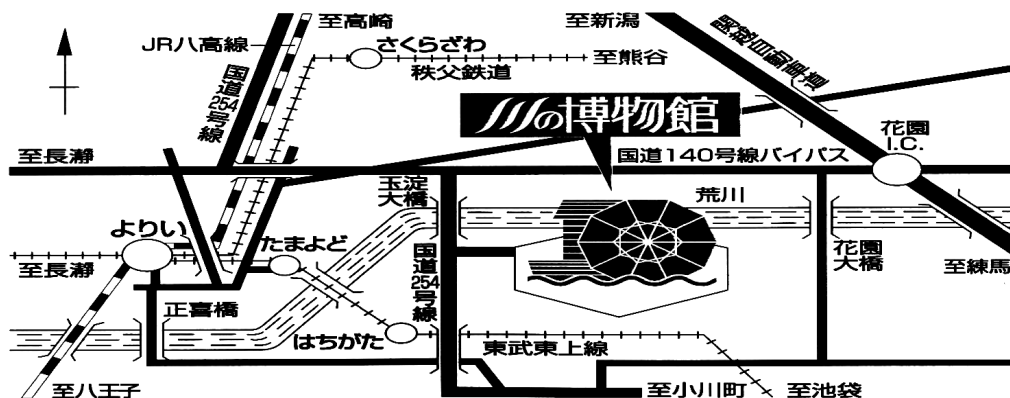 至高崎
至新潟
JR八高線
さくらざわ
秩父鉄道
至熊谷
関越自動車道
国道254号線
川の博物館
花園
I.C.
至長瀞
国道140号線バイパス
玉淀
大橋
荒川
よりい
たまよど
至長瀞
国道254号線
花園
大橋
至練馬
正喜橋
はちがた
東武東上線
至八王子
至小川町
至池袋